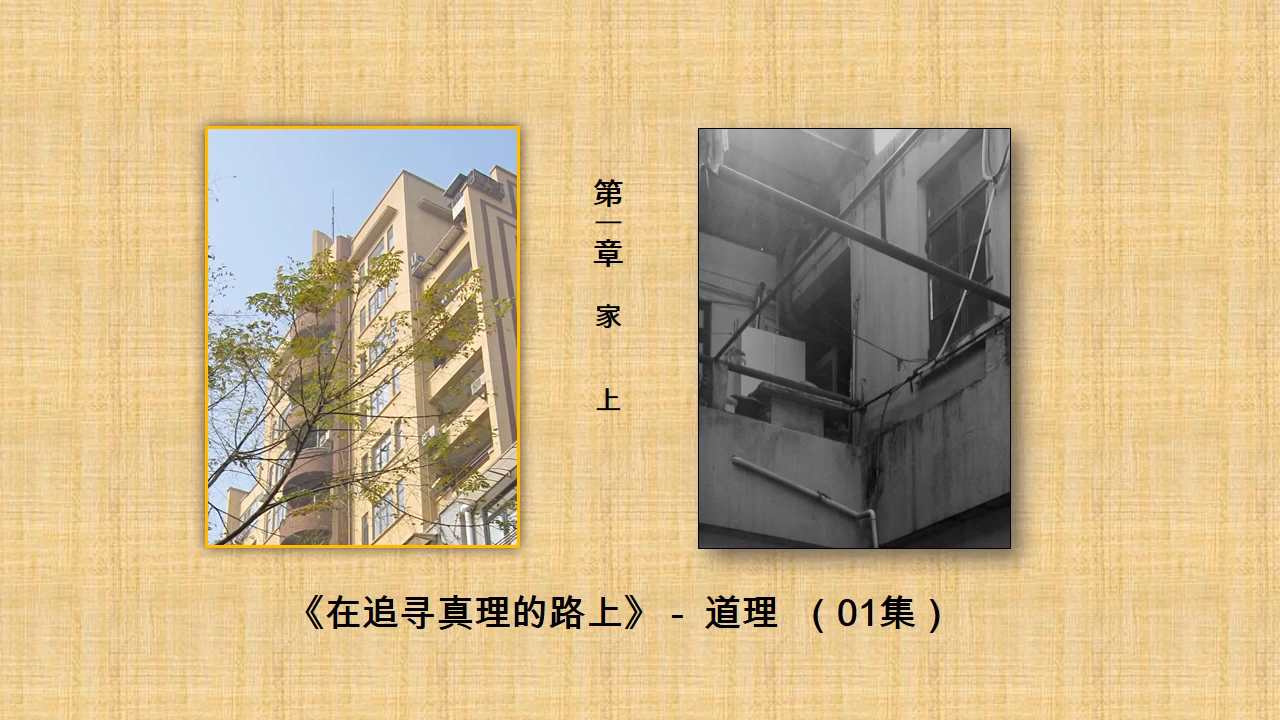 第一章 家 上
《在追寻真理的路上》- 道理 （01集）